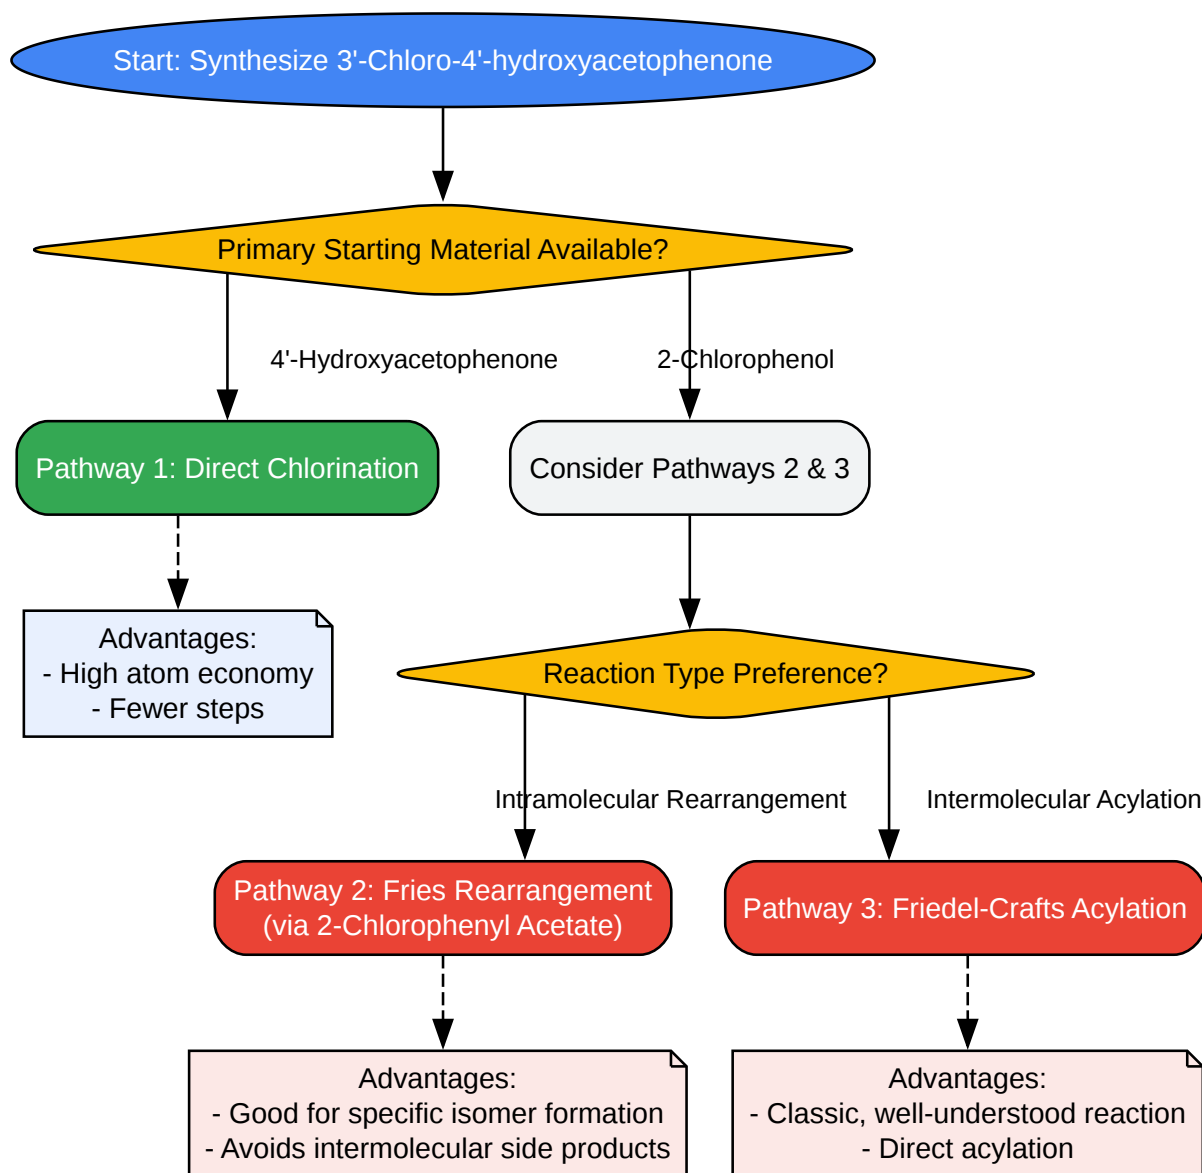 Start: Synthesize 3'-Chloro-4'-hydroxyacetophenone
Primary Starting Material Available?
4'-Hydroxyacetophenone
2-Chlorophenol
Pathway 1: Direct Chlorination
Consider Pathways 2 & 3
Advantages:
- High atom economy
- Fewer steps
Reaction Type Preference?
Intramolecular Rearrangement
Intermolecular Acylation
Pathway 2: Fries Rearrangement
(via 2-Chlorophenyl Acetate)
Pathway 3: Friedel-Crafts Acylation
Advantages:
- Good for specific isomer formation
- Avoids intermolecular side products
Advantages:
- Classic, well-understood reaction
- Direct acylation